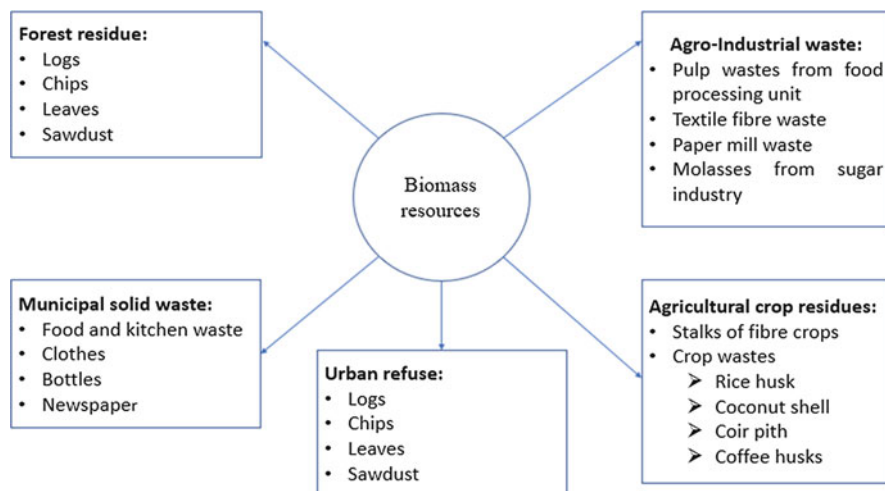 Forest residue:
• Logs
• Chips
• Leaves
• Sawdust
Agro-Industrial waste:
• Pulp wastes from food
processing unit
• Textile fibre waste
• Paper mill waste
• Molasses from sugar
industry
Biomass
resources
Municipal solid waste:
• Food and kitchen waste
• Clothes
• Bottles
• Newspaper
Urban refuse:
• Logs
• Chips
• Leaves
• Sawdust
Agricultural crop residues:
• Stalks of fibre crops
• Crop wastes
➢ Rice husk
➢ Coconut shell
➢ Coir pith
➢ Coffee husks